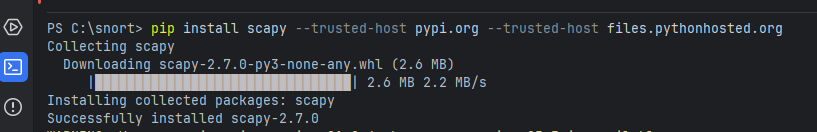 PS C:\snort> pip install scapy --trusted-host pypi.org --trusted-host files.pythonhosted.org
Collecting scapy
  Downloading scapy-2.7.0-py3-none-any.whl (2.6 MB)
     |████████████████████████████████| 2.6 MB 2.2 MB/s
Installing collected packages: scapy
Successfully installed scapy-2.7.0